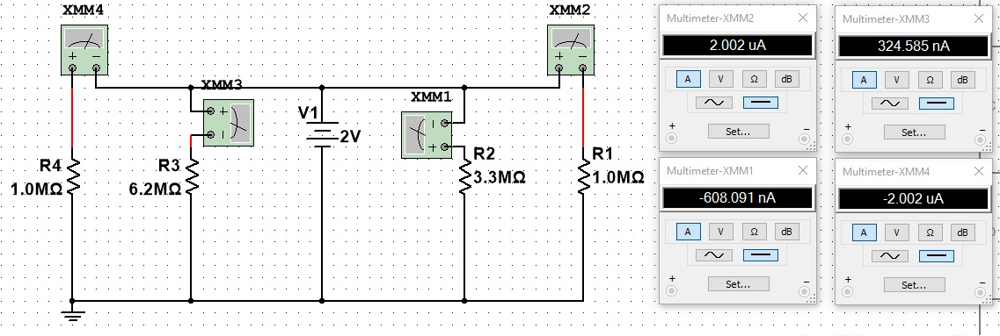 XMM4
XMM2
XMM3
XMM1
V1
2V
R4
1.0MΩ
R3
6.2MΩ
R2
3.3MΩ
R1
1.0MΩ
Multimeter-XMM2
2.002 uA
A V Ω dB
Set...
+ −
Multimeter-XMM3
324.585 nA
A V Ω dB
Set...
+ −
Multimeter-XMM1
-608.091 nA
A V Ω dB
Set...
+ −
Multimeter-XMM4
-2.002 uA
A V Ω dB
Set...
+ −